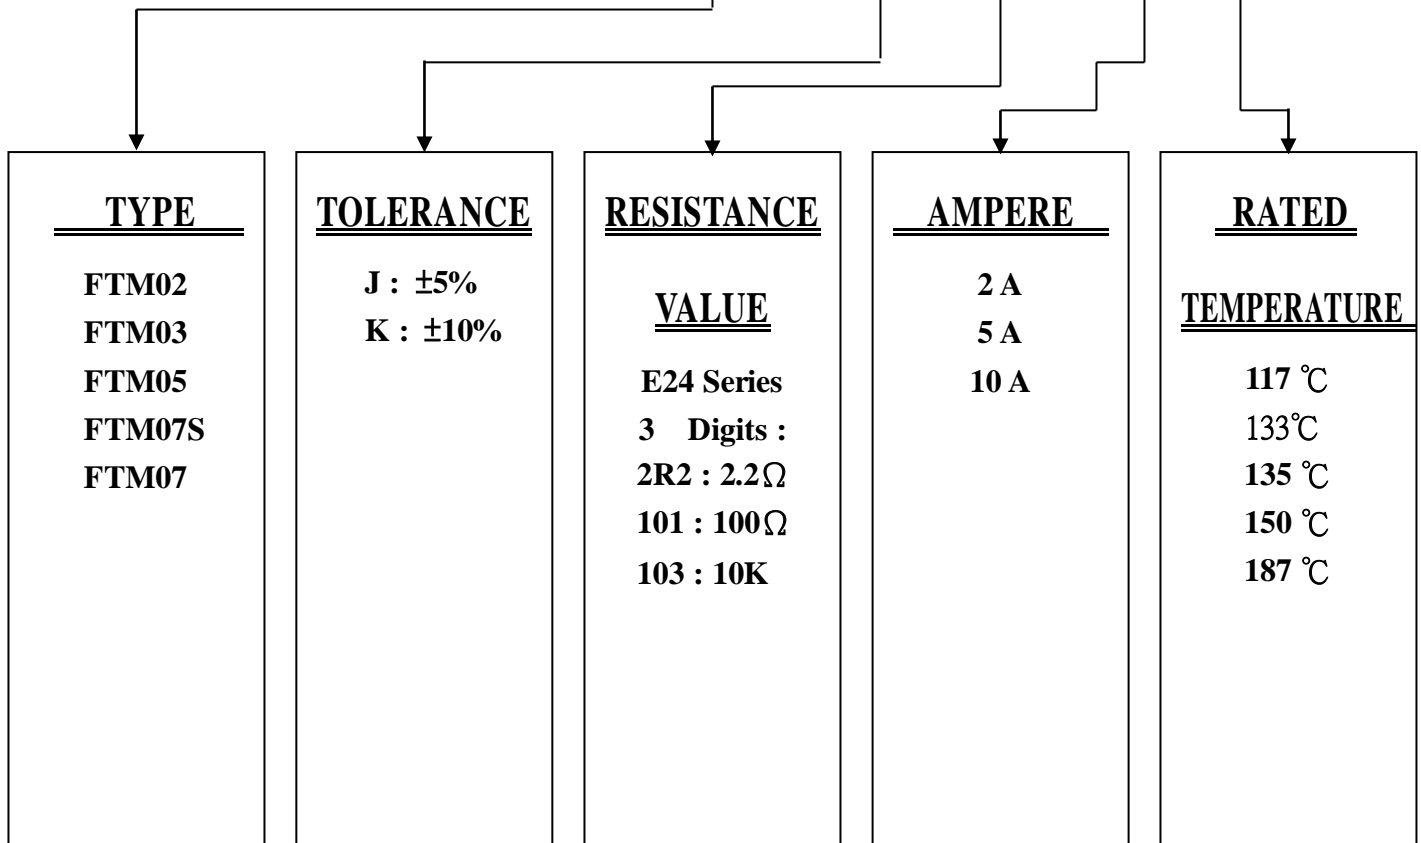 TYPE
FTM02
FTM03
FTM05
FTM07S
FTM07
TOLERANCE
J : ±5%
K : ±10%
RESISTANCE
VALUE
E24 Series
3 Digits :
2R2 : 2.2Ω
101 : 100Ω
103 : 10K
AMPERE
2 A
5 A
10 A
RATED
TEMPERATURE
117 ℃
133℃
135 ℃
150 ℃
187 ℃